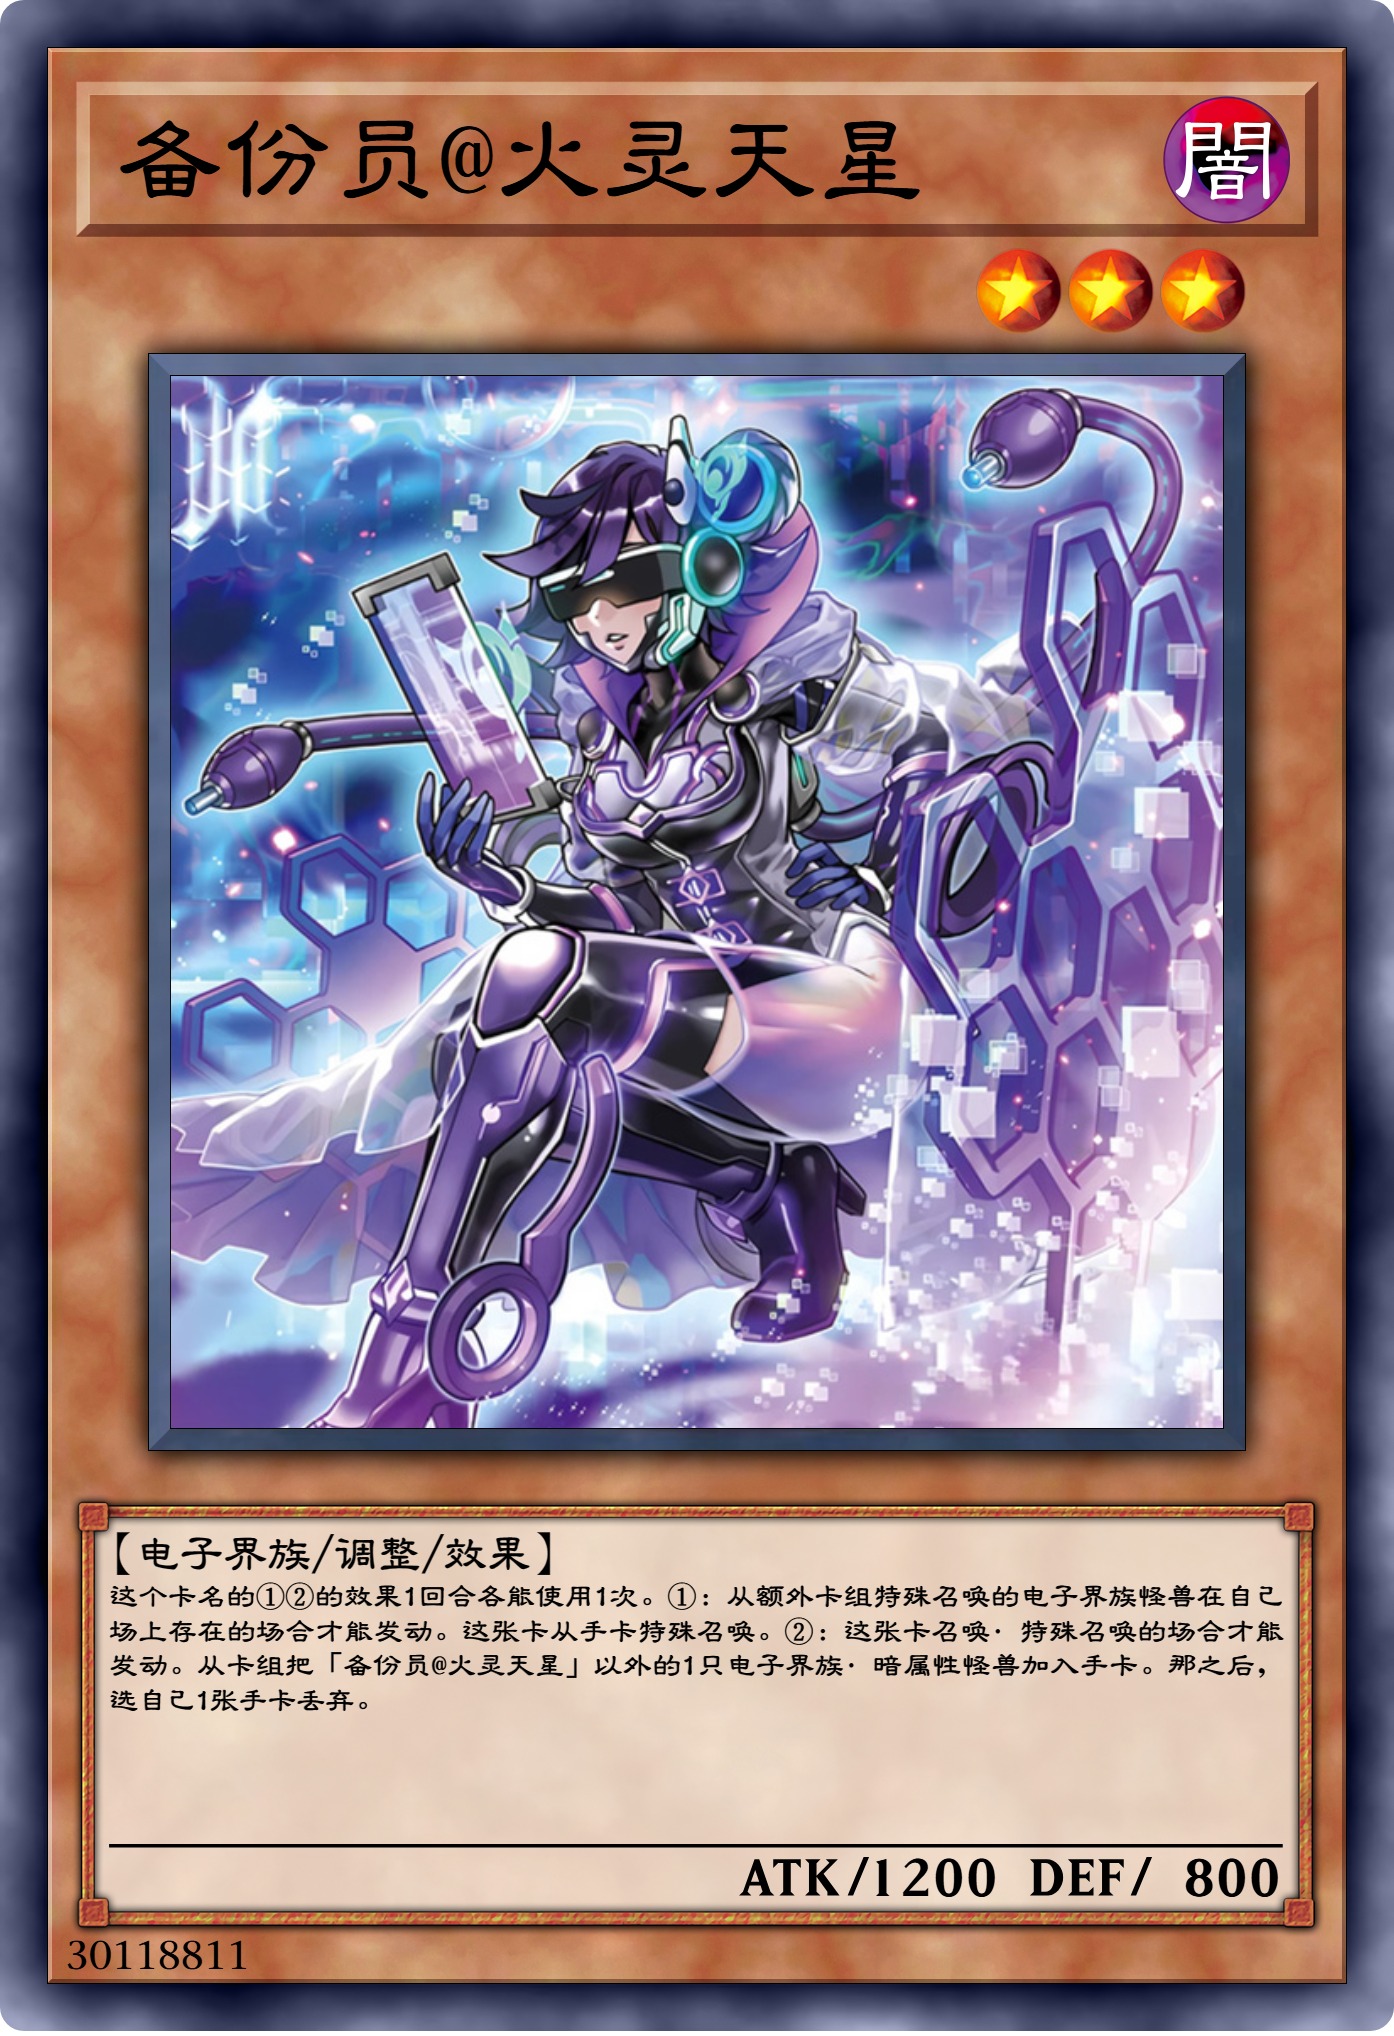 备份员@火灵天星
闇
【电子界族/调整/效果】
这个卡名的①②的效果1回合各能使用1次。①：从额外卡组特殊召唤的电子界族怪兽在自己
场上存在的场合才能发动。这张卡从手卡特殊召唤。②：这张卡召唤·特殊召唤的场合才能
发动。从卡组把「备份员@火灵天星」以外的1只电子界族·暗属性怪兽加入手卡。那之后，
选自己1张手卡丢弃。
ATK/1200 DEF/ 800
30118811